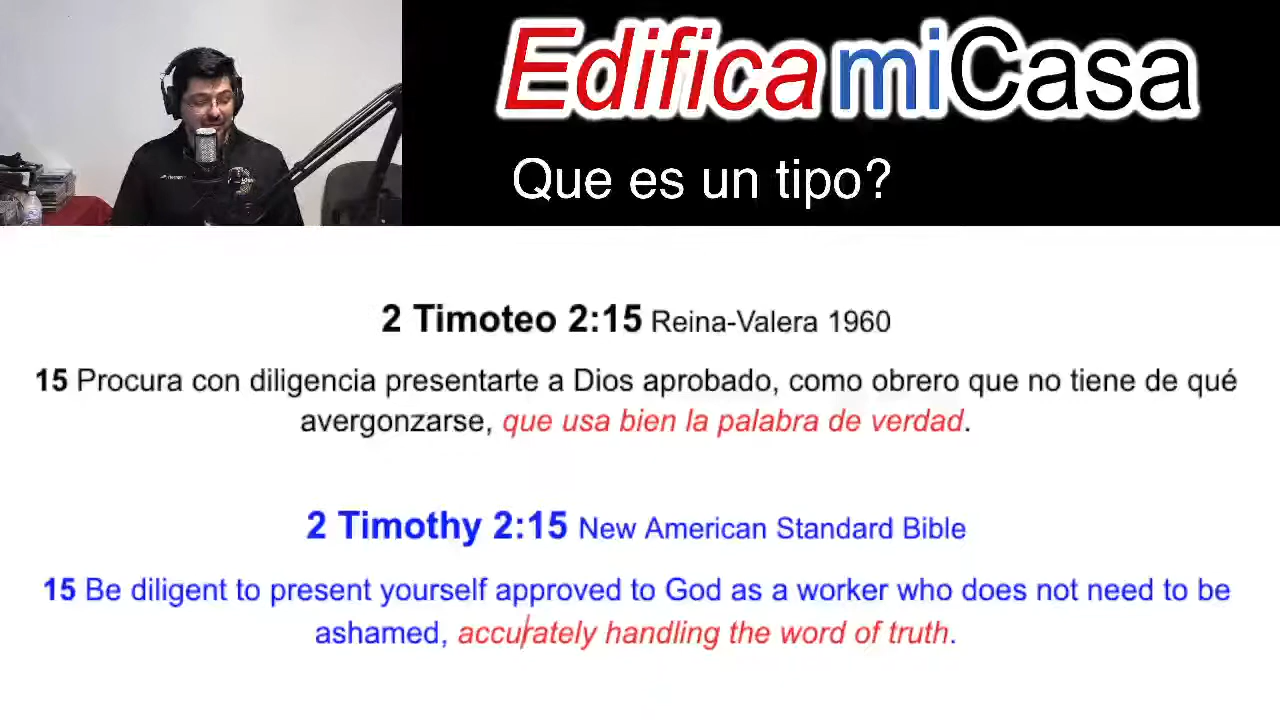 EdificamiCasa
Que es un tipo?
2 Timoteo 2:15 Reina-Valera 1960
15 Procura con diligencia presentarte a Dios aprobado, como obrero que no tiene de qué
avergonzarse, que usa bien la palabra de verdad.
2 Timothy 2:15 New American Standard Bible
15 Be diligent to present yourself approved to God as a worker who does not need to be
ashamed, accurately handling the word of truth.